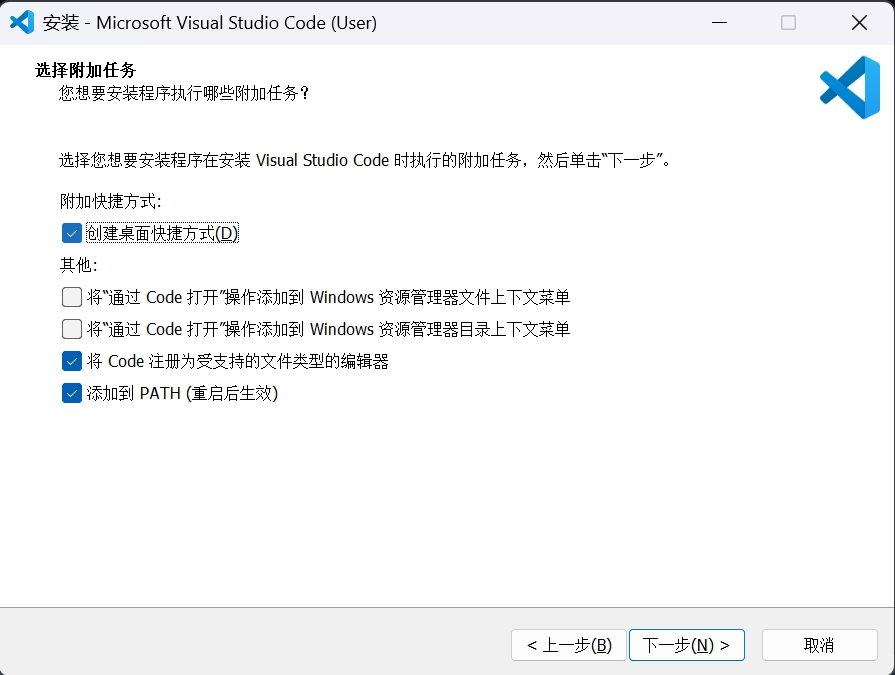 安装 - Microsoft Visual Studio Code (User)
选择附加任务
您想要安装程序执行哪些附加任务？
选择您想要安装程序在安装 Visual Studio Code 时执行的附加任务，然后单击“下一步”。
附加快捷方式:
创建桌面快捷方式(D)
其他:
将“通过 Code 打开”操作添加到 Windows 资源管理器文件上下文菜单
将“通过 Code 打开”操作添加到 Windows 资源管理器目录上下文菜单
将 Code 注册为受支持的文件类型的编辑器
添加到 PATH (重启后生效)
< 上一步(B) 下一步(N) > 取消